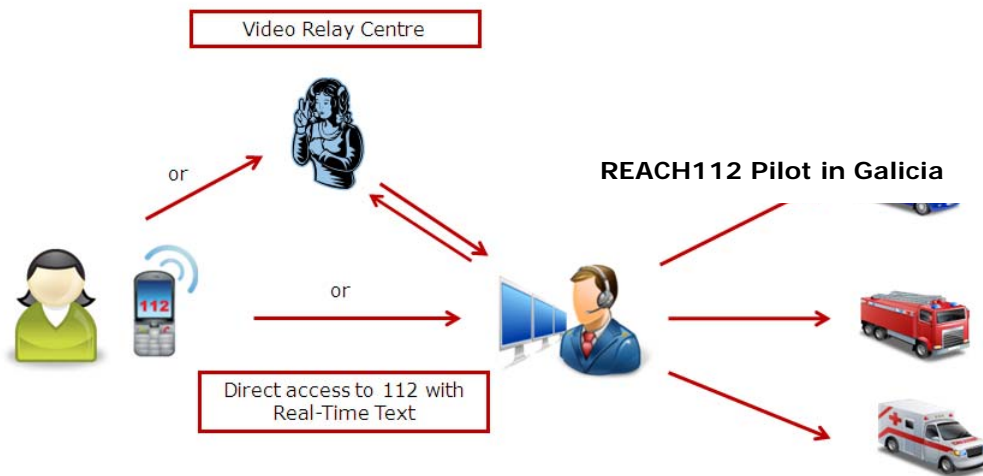 Video Relay Centre
or
REACH112 Pilot in Galicia
112
or
Direct access to 112 with
Real-Time Text